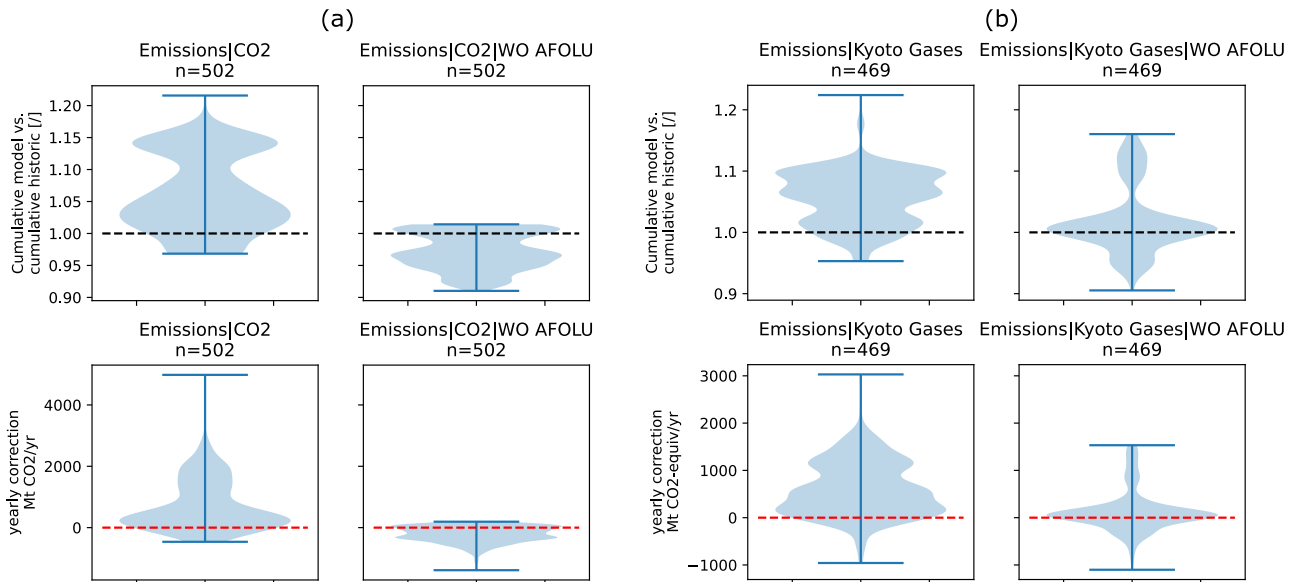 (a)
Emissions|CO2
n=502
Emissions|CO2|WO AFOLU
n=502
Cumulative model vs.
cumulative historic [/]
1.20
1.15
1.10
1.05
1.00
0.95
0.90
Emissions|CO2
n=502
Emissions|CO2|WO AFOLU
n=502
yearly correction
Mt CO2/yr
4000
2000
0
(b)
Emissions|Kyoto Gases
n=469
Emissions|Kyoto Gases|WO AFOLU
n=469
Cumulative model vs.
cumulative historic [/]
1.2
1.1
1.0
0.9
Emissions|Kyoto Gases
n=469
Emissions|Kyoto Gases|WO AFOLU
n=469
yearly correction
Mt CO2-equiv/yr
3000
2000
1000
0
−1000